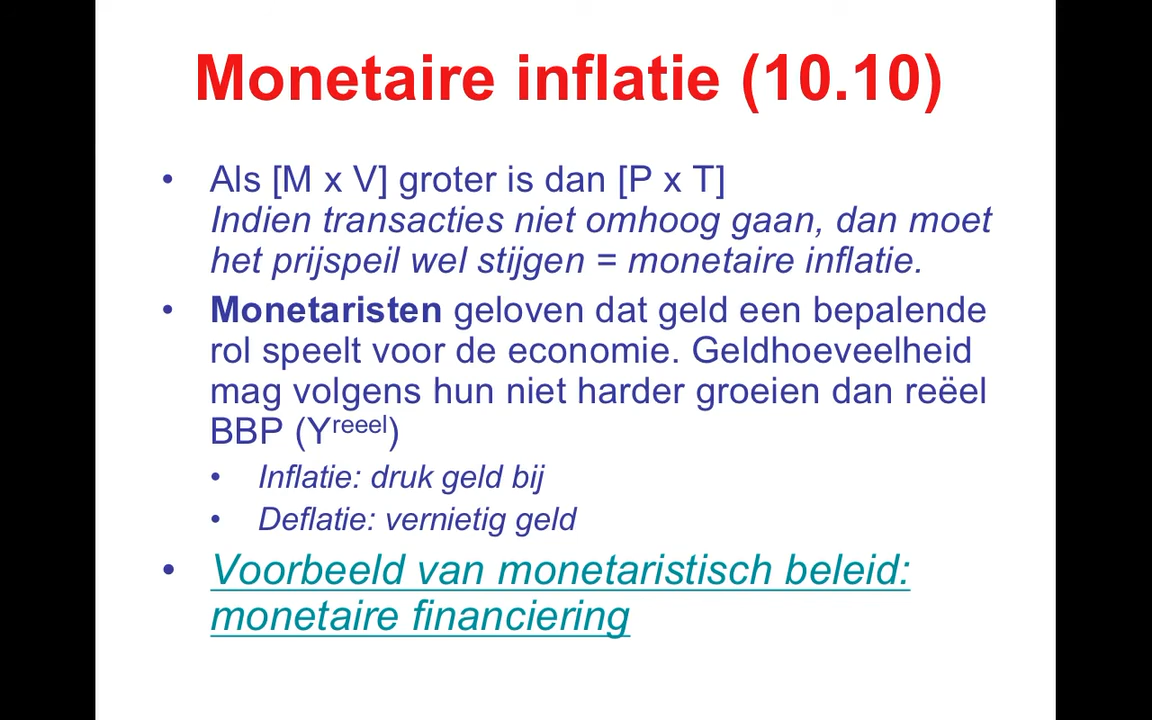 Monetaire inflatie (10.10)
• Als [M x V] groter is dan [P x T]
Indien transacties niet omhoog gaan, dan moet
het prijspeil wel stijgen = monetaire inflatie.
• Monetaristen geloven dat geld een bepalende
rol speelt voor de economie. Geldhoeveelheid
mag volgens hun niet harder groeien dan reëel
BBP (Yreeel)
• Inflatie: druk geld bij
• Deflatie: vernietig geld
• Voorbeeld van monetaristisch beleid:
monetaire financiering